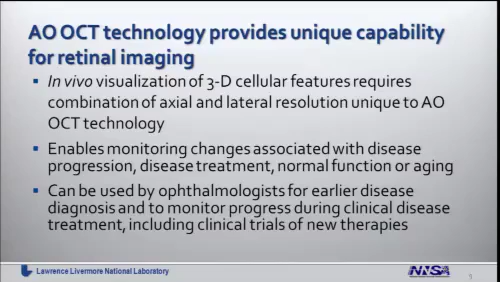 AO OCT technology provides unique capability
for retinal imaging
▪ In vivo visualization of 3-D cellular features requires
combination of axial and lateral resolution unique to AO
OCT technology
▪ Enables monitoring changes associated with disease
progression, disease treatment, normal function or aging
▪ Can be used by ophthalmologists for earlier disease
diagnosis and to monitor progress during clinical disease
treatment, including clinical trials of new therapies
Lawrence Livermore National Laboratory
NNSA